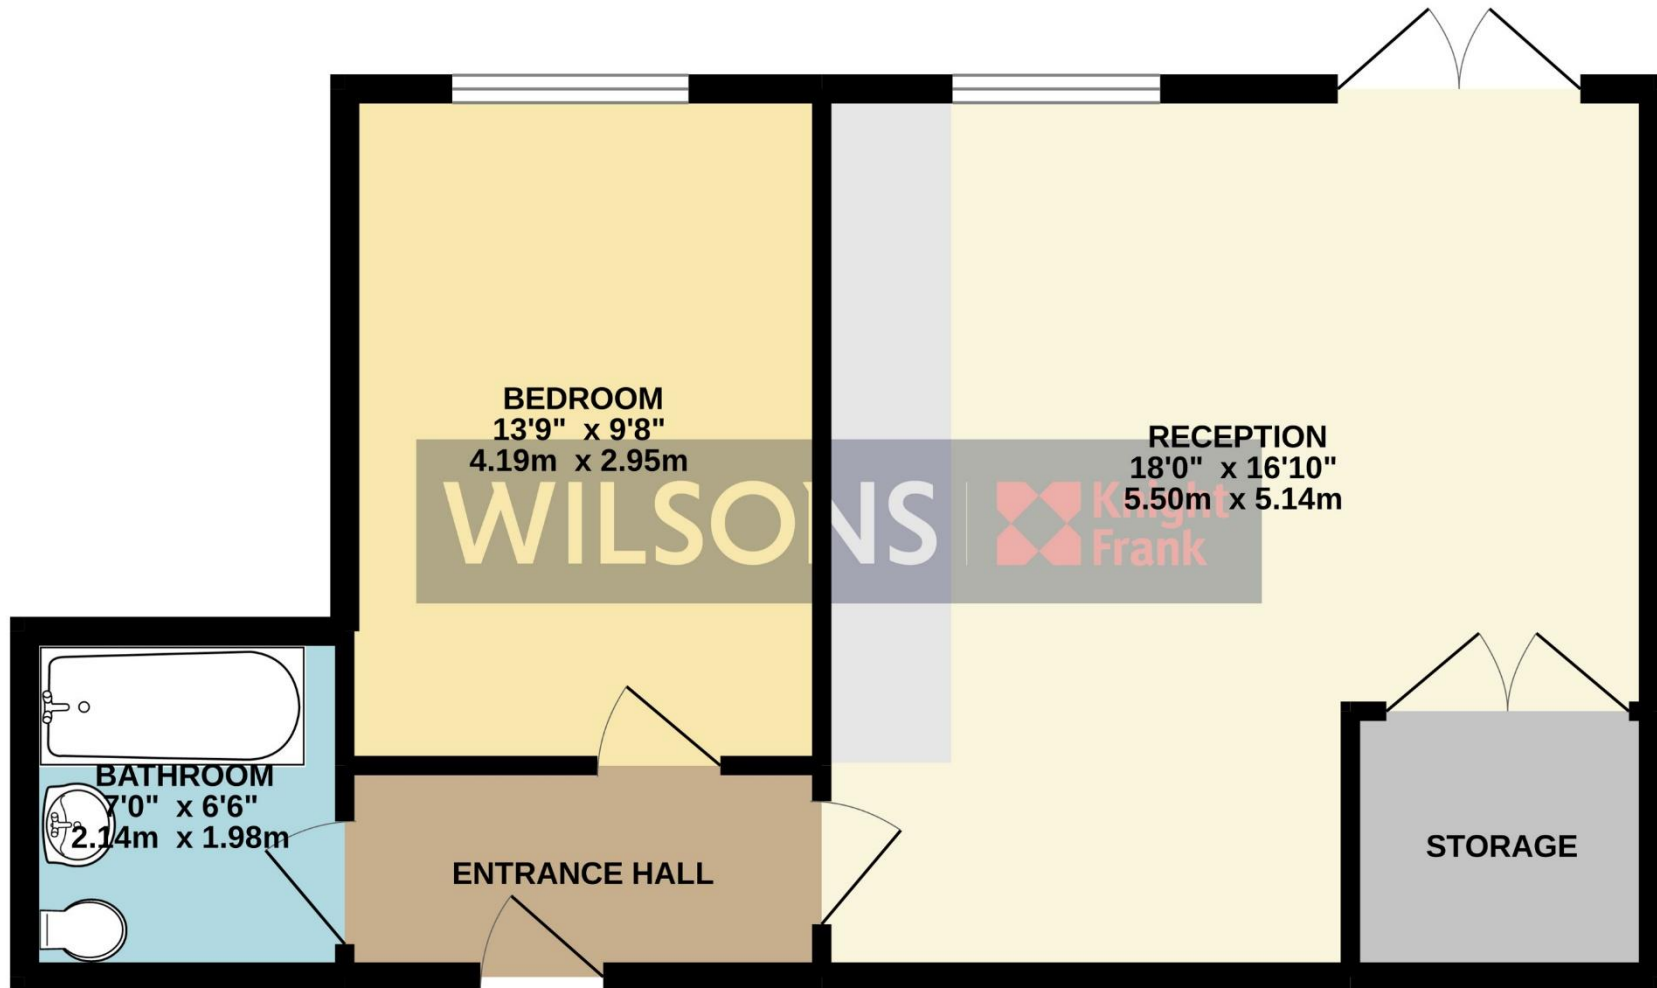 BEDROOM
13'9" x 9'8"
4.19m x 2.95m
RECEPTION
18'0" x 16'10"
5.50m x 5.14m
WILSONS
Knight
Frank
BATHROOM
7'0" x 6'6"
2.14m x 1.98m
ENTRANCE HALL
STORAGE